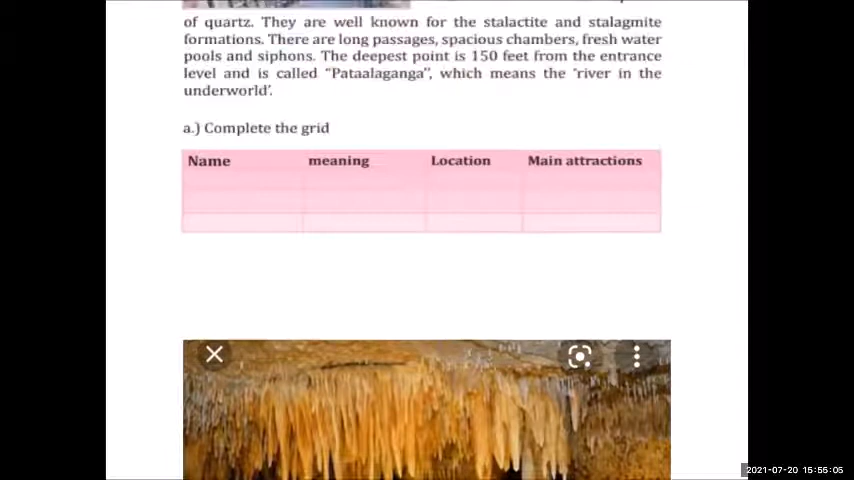 of quartz. They are well known for the stalactite and stalagmite
formations. There are long passages, spacious chambers, fresh water
pools and siphons. The deepest point is 150 feet from the entrance
level and is called “Pataalaganga”, which means the ‘river in the
underworld’.
a.) Complete the grid
Name meaning Location Main attractions
2021-07-20 15:55:05